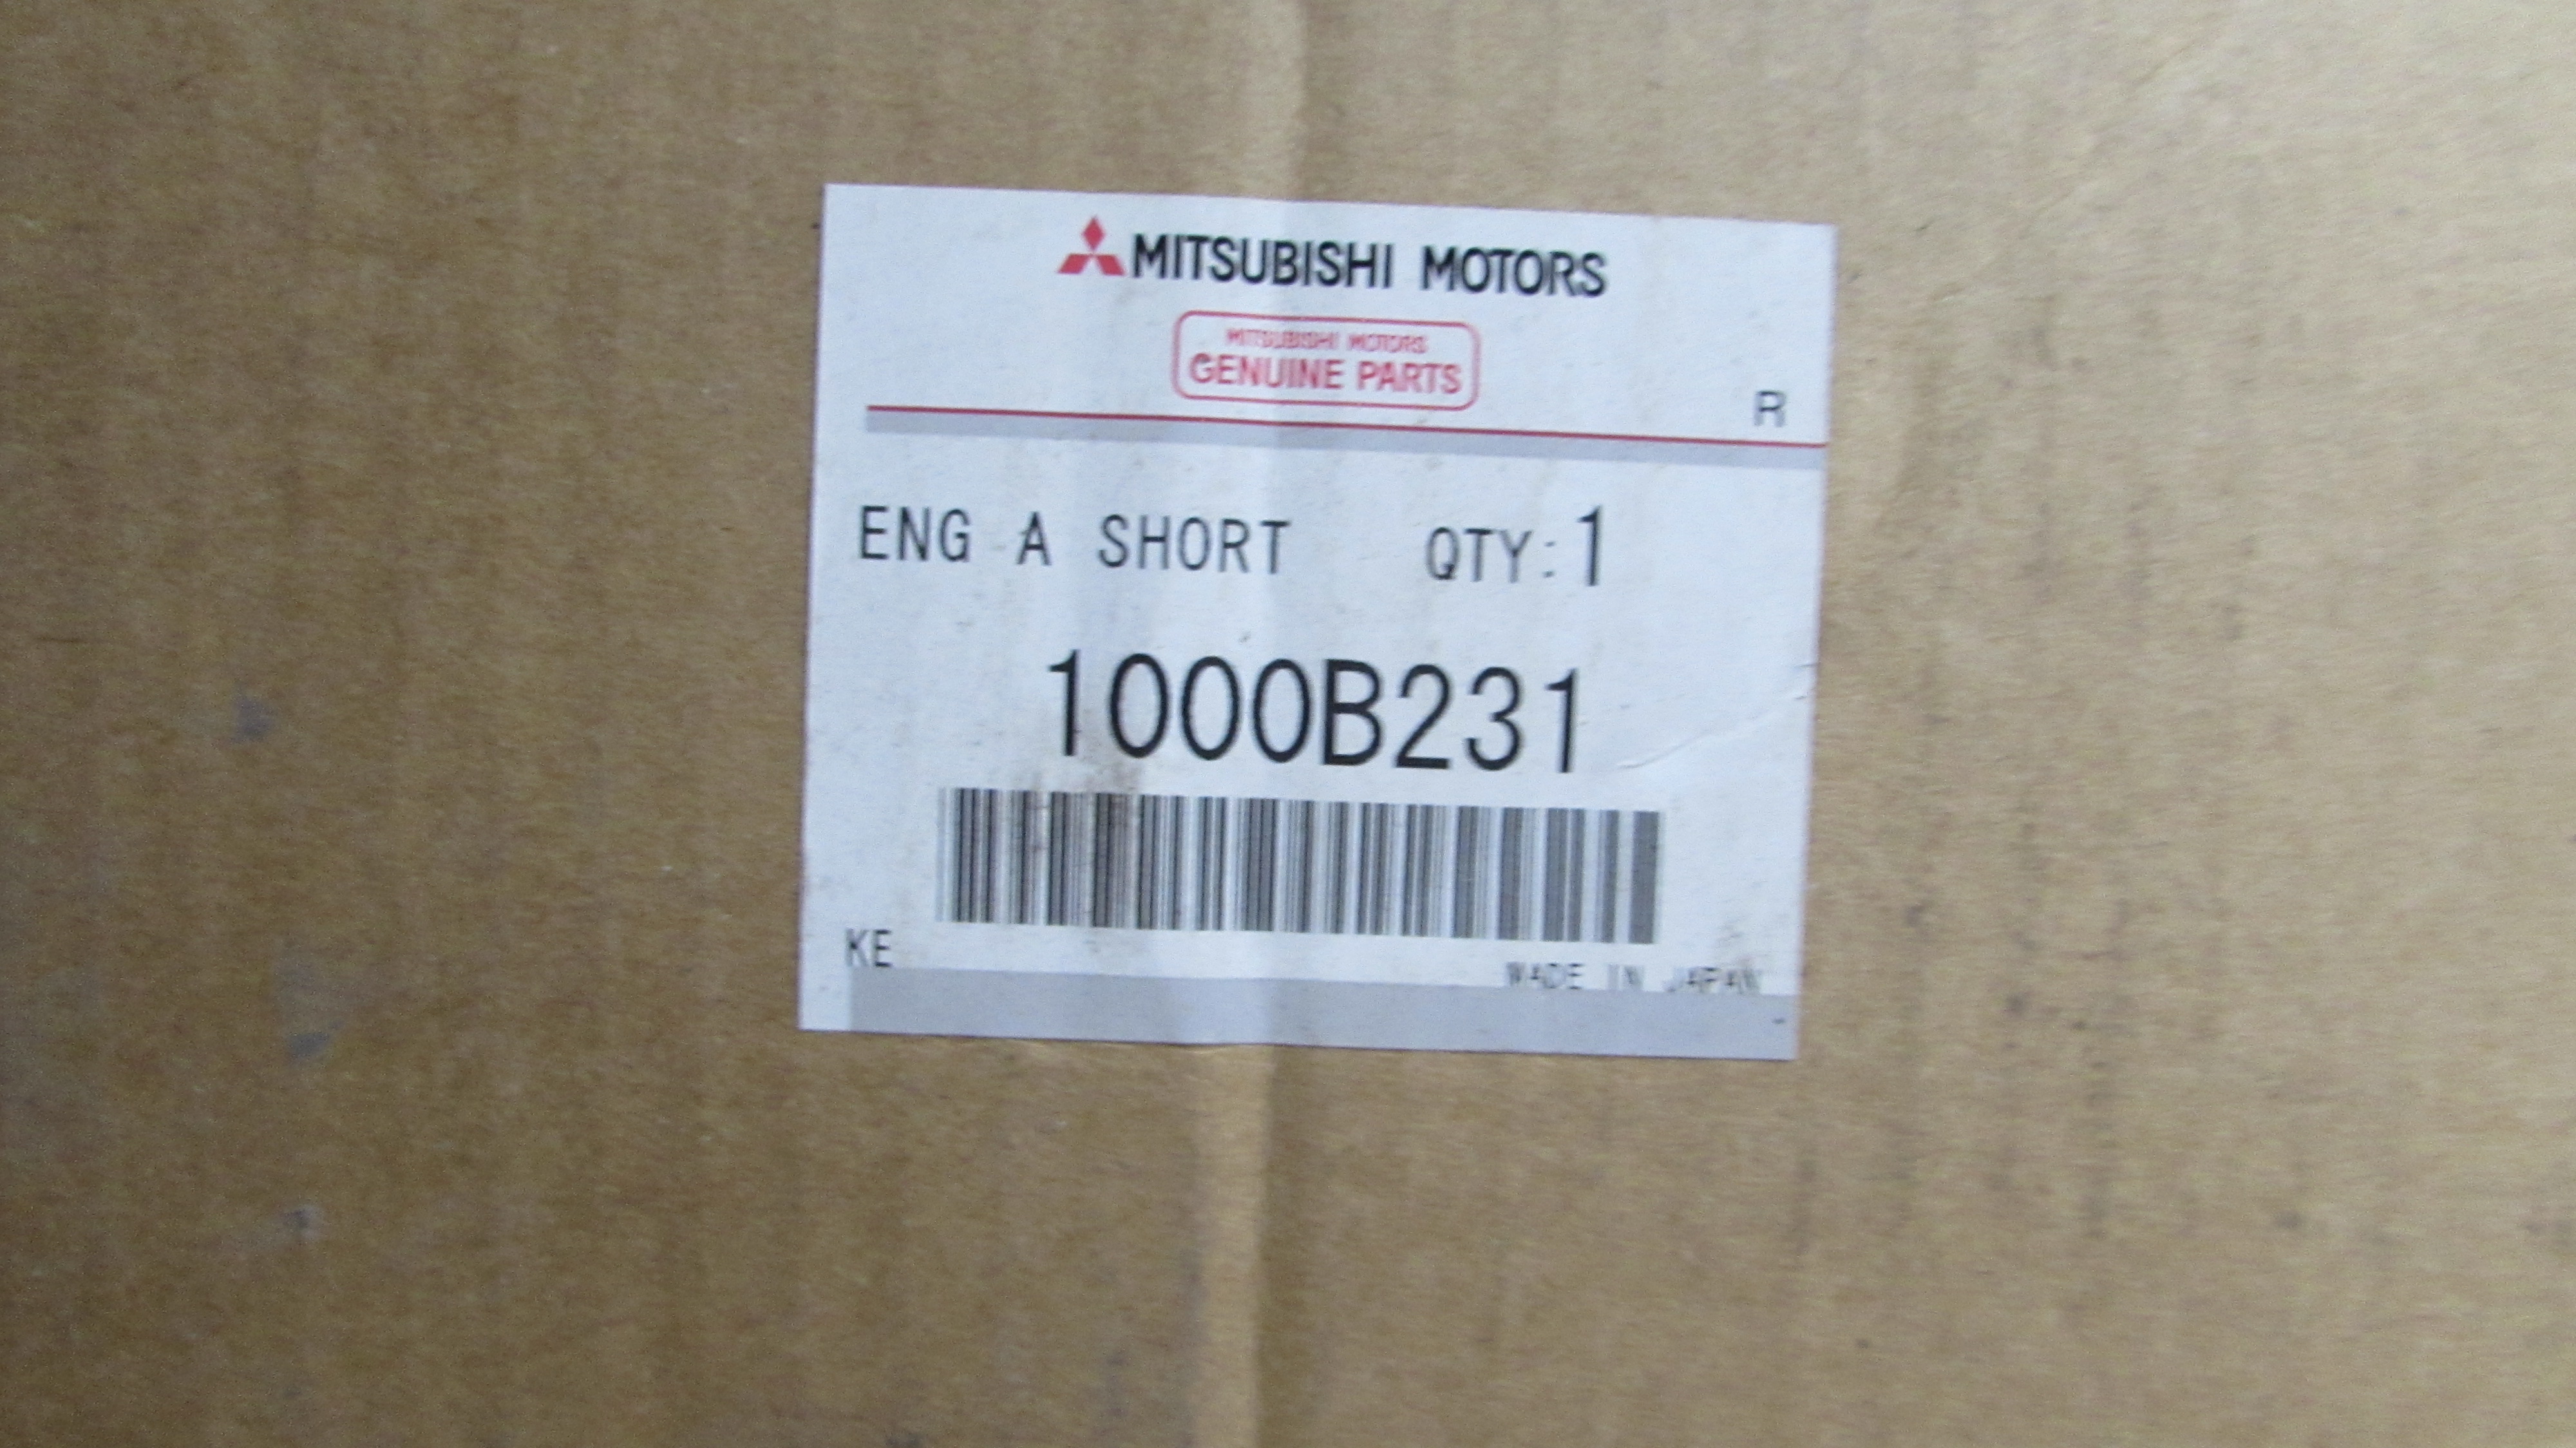 MITSUBISHI MOTORS
MITSUBISHI MOTORS
GENUINE PARTS
R
ENG A SHORT QTY:1
1000B231
KE
MADE IN JAPAN